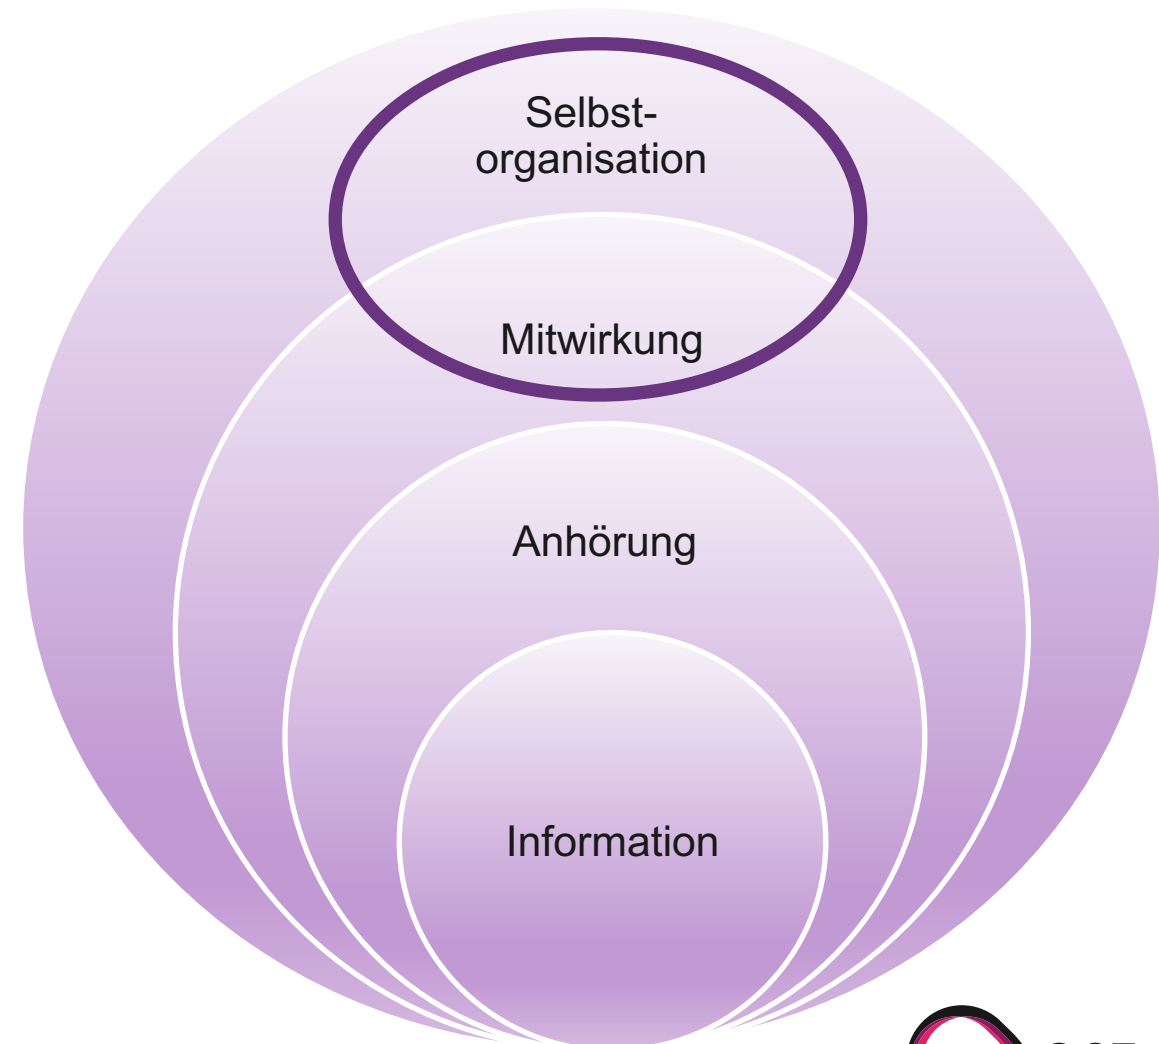 Selbst-
organisation
Mitwirkung
Anhörung
Information